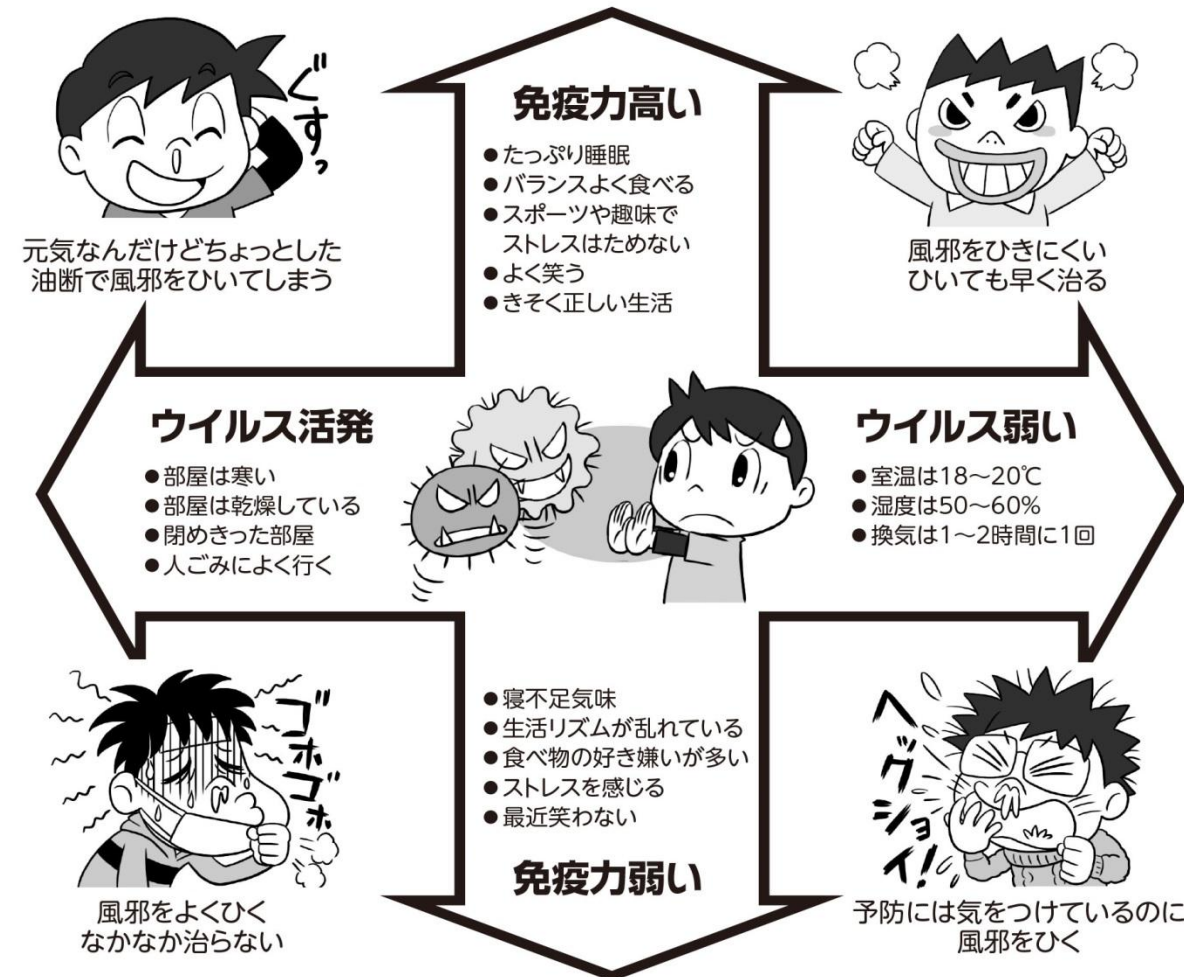 ぐすっ
元気なんだけどちょっとした
油断で風邪をひいてしまう
免疫力高い
●たっぷり睡眠
●バランスよく食べる
●スポーツや趣味で
ストレスはためない
●よく笑う
●きそく正しい生活
風邪をひきにくい
ひいても早く治る
ウイルス活発
●部屋は寒い
●部屋は乾燥している
●閉めきった部屋
●人ごみによく行く
ウイルス弱い
●室温は18～20℃
●湿度は50～60%
●換気は1～2時間に1回
ゴホゴホ
風邪をよくひく
なかなか治らない
●寝不足気味
●生活リズムが乱れている
●食べ物の好き嫌いが多い
●ストレスを感じる
●最近笑わない
免疫力弱い
ヘグショイ!
予防には気をつけているのに
風邪をひく